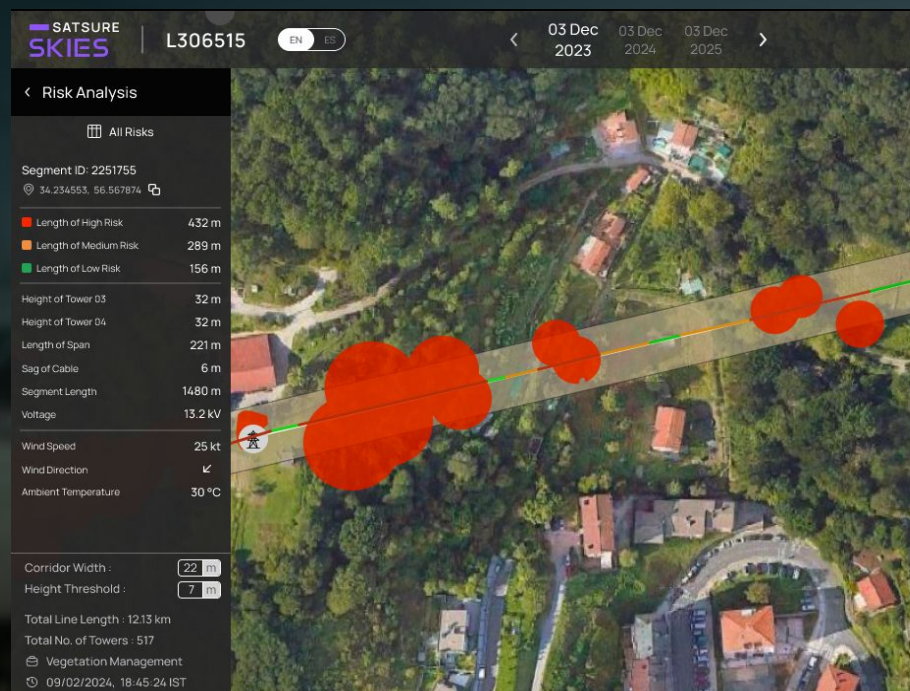 SATSURE
SKIES
L306515
EN ES
03 Dec 2023
03 Dec 2024
03 Dec 2025
Risk Analysis
All Risks
Segment ID: 2251755
34.234553, 56.567874
Length of High Risk 432 m
Length of Medium Risk 289 m
Length of Low Risk 156 m
Height of Tower 03 32 m
Height of Tower 04 32 m
Length of Span 221 m
Sag of Cable 6 m
Segment Length 1480 m
Voltage 13.2 kV
Wind Speed 25 kt
Wind Direction
Ambient Temperature 30 °C
Corridor Width : 22 m
Height Threshold : 7 m
Total Line Length : 12.13 km
Total No. of Towers : 517
Vegetation Management
09/02/2024, 18:45:24 IST